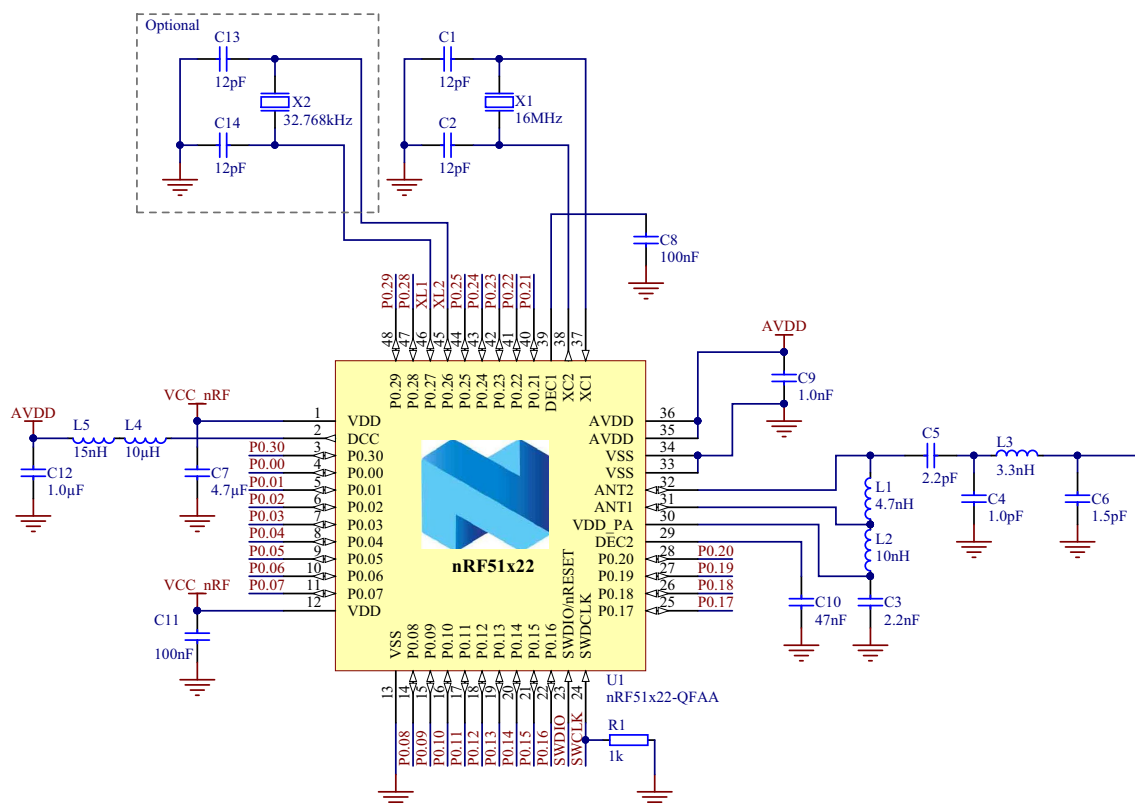 Optional
C13
12pF
X2
32.768kHz
C14
12pF
C1
12pF
X1
16MHz
C2
12pF
C8
100nF
P0.29
P0.28
XL1
XL2
P0.25
P0.24
P0.23
P0.22
P0.21
48
47
46
45
44
43
42
41
40
39
38
37
P0.29
P0.28
P0.27
P0.26
P0.25
P0.24
P0.23
P0.22
P0.21
DEC1
XC2
XC1
AVDD
C9
1.0nF
VCC_nRF
AVDD
L5
15nH
L4
10µH
C12
1.0µF
C7
4.7µF
VCC_nRF
C11
100nF
1 VDD
2 DCC
P0.30 3 P0.30
P0.00 4 P0.00
P0.01 5 P0.01
P0.02 6 P0.02
P0.03 7 P0.03
P0.04 8 P0.04
P0.05 9 P0.05
P0.06 10 P0.06
P0.07 11 P0.07
12 VDD
nRF51x22
AVDD 36
AVDD 35
VSS 34
VSS 33
ANT2 32
ANT1 31
VDD_PA 30
DEC2 29
P0.20 28 P0.20
P0.19 27 P0.19
P0.18 26 P0.18
P0.17 25 P0.17
C5
2.2pF
L3
3.3nH
L1
4.7nH
C4
1.0pF
C6
1.5pF
L2
10nH
C10
47nF
C3
2.2nF
VSS
P0.08
P0.09
P0.10
P0.11
P0.12
P0.13
P0.14
P0.15
P0.16
SWDIO/nRESET
SWDCLK
13
14
15
16
17
18
19
20
21
22
23
24
P0.08
P0.09
P0.10
P0.11
P0.12
P0.13
P0.14
P0.15
P0.16
SWDIO
SWCLK
U1
nRF51x22-QFAA
R1
1k